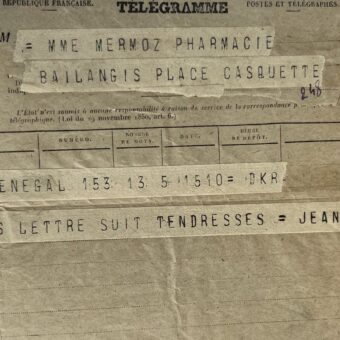 RÉPUBLIQUE FRANÇAISE.
TÉLÉGRAMME
POSTES ET TÉLÉGRAPHES.
M = MME MERMOZ PHARMACIE
BAILANGIS PLACE CASQUETTE
248
L'État n'est soumis à aucune responsabilité à raison du service de la correspondance
télégraphique. (Loi du 29 novembre 1850, art. 6.)
NUMÉRO. NOMBRE DE MOTS. DATE. HEURE DE DÉPÔT.
ENEGAL 153 13 5 1510 = DKR
S LETTRE SUIT TENDRESSES = JEAN